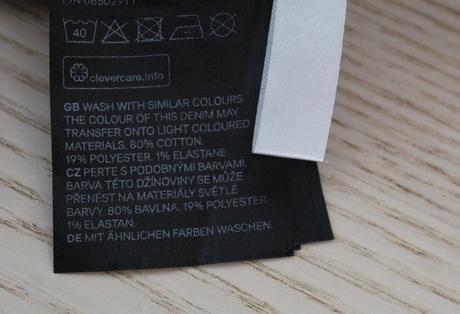 40
clevercare.info
GB WASH WITH SIMILAR COLOURS.
THE COLOUR OF THIS DENIM MAY
TRANSFER ONTO LIGHT COLOURED
MATERIALS. 80% COTTON.
19% POLYESTER. 1% ELASTANE
CZ PERTE S PODOBNÝMI BARVAMI.
BARVA TÉTO DŽÍNOVINY SE MŮŽE
PŘENÉST NA MATERIÁLY SVĚTLÉ
BARVY. 80% BAVLNA. 19% POLYESTER.
1% ELASTAN.
DE MIT ÄHNLICHEN FARBEN WASCHEN.